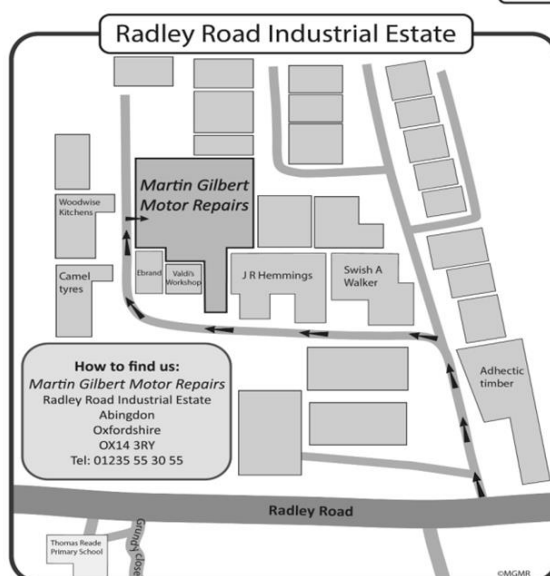 Radley Road Industrial Estate
Martin Gilbert
Motor Repairs
Woodwise
Kitchens
Camel
tyres
Ebrand
Valdi's
Workshop
J R Hemmings
Swish A
Walker
How to find us:
Martin Gilbert Motor Repairs
Radley Road Industrial Estate
Abingdon
Oxfordshire
OX14 3RY
Tel: 01235 55 30 55
Adhectic
timber
Radley Road
Thomas Reade
Primary School
Grundy Close
©MGMR